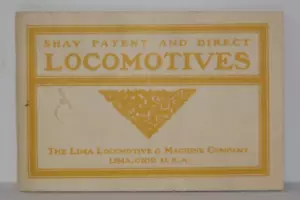 SHAY PATENT AND DIRECT
LOCOMOTIVES
THE LIMA LOCOMOTIVE & MACHINE COMPANY
LIMA, OHIO U.S.A.